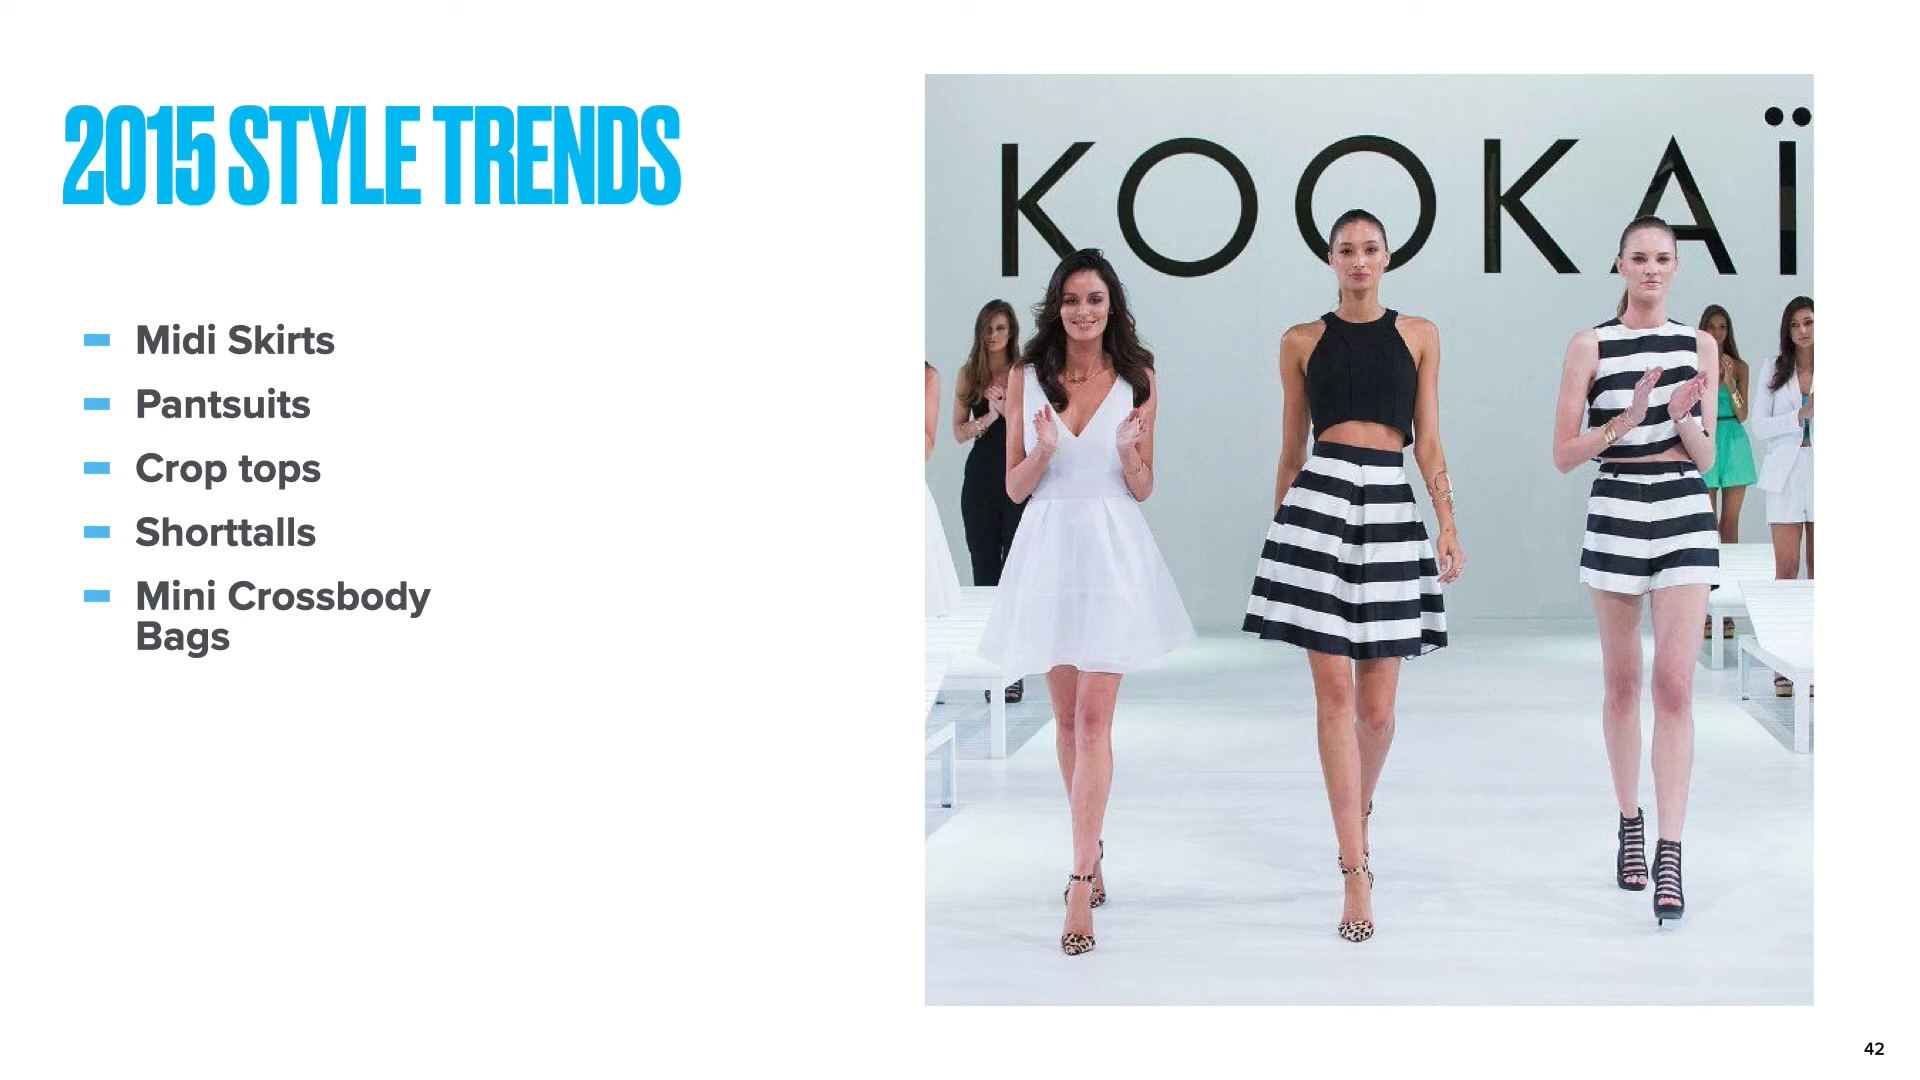 2015 STYLE TRENDS
Midi Skirts
Pantsuits
Crop tops
Shorttalls
Mini Crossbody
Bags
KOOKAÏ
42